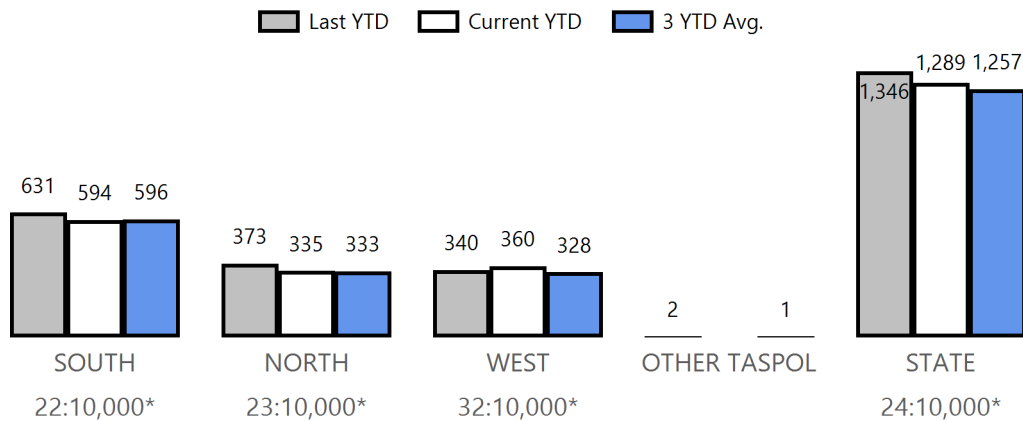 Last YTD Current YTD 3 YTD Avg.
1,289 1,257
1,346
631 594 596
373 335 333
340 360 328
2 1
SOUTH NORTH WEST OTHER TASPOL STATE
22:10,000* 23:10,000* 32:10,000* 24:10,000*